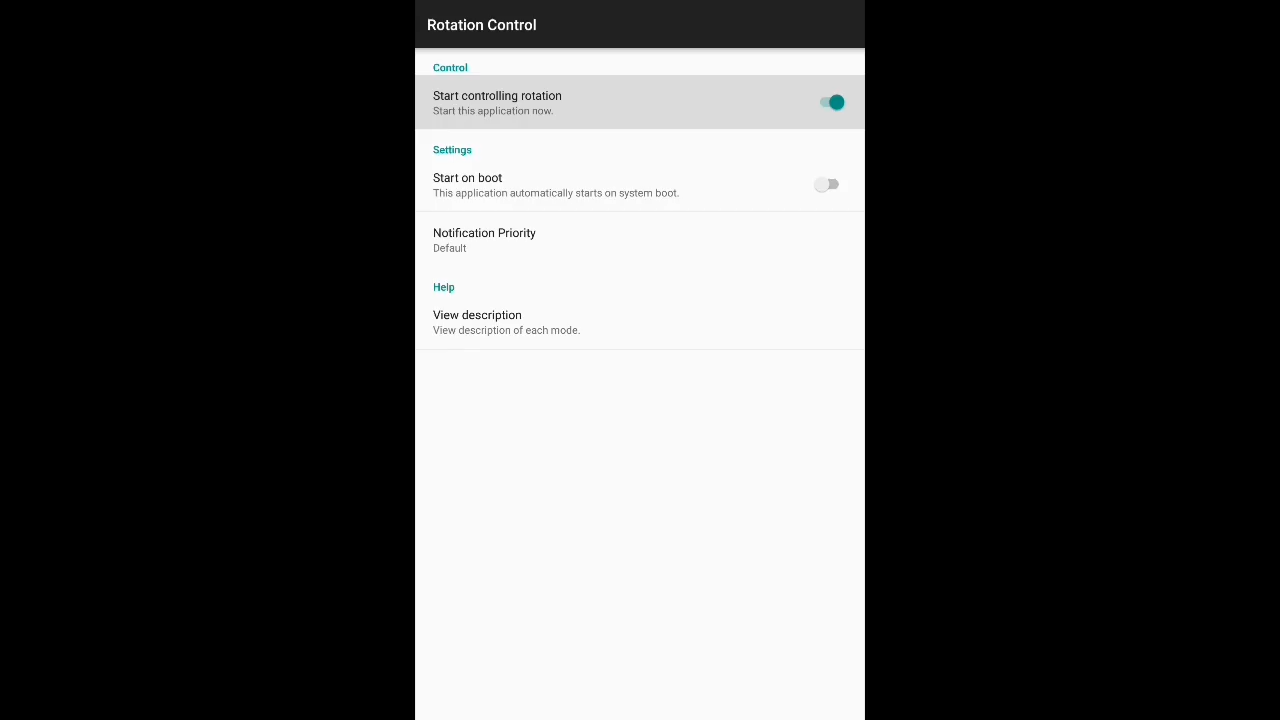 Rotation Control
Control
Start controlling rotation
Start this application now.
Settings
Start on boot
This application automatically starts on system boot.
Notification Priority
Default
Help
View description
View description of each mode.